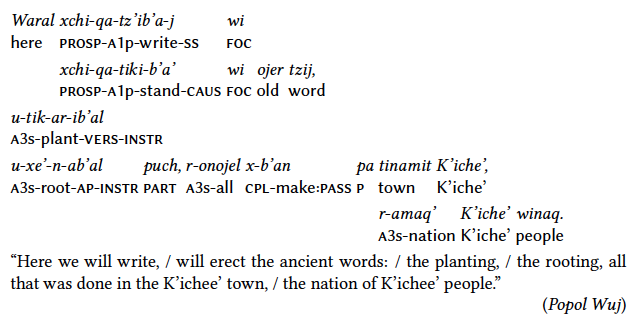 Waral xchi-qa-tz’ib’a-j wi
here PROSP-A1p-write-SS FOC
xchi-qa-tiki-b’a’ wi ojer tzij,
PROSP-A1p-stand-CAUS FOC old word
u-tik-ar-ib’al
A3s-plant-VERS-INSTR
u-xe’-n-ab’al puch, r-onojel x-b’an pa tinamit K’iche’,
A3s-root-AP-INSTR PART A3s-all CPL-make:PASS P town K’iche’
r-amaq’ K’iche’ winaq.
A3s-nation K’iche’ people
“Here we will write, / will erect the ancient words: / the planting, / the rooting, all
that was done in the K’ichee’ town, / the nation of K’ichee’ people.”
(Popol Wuj)